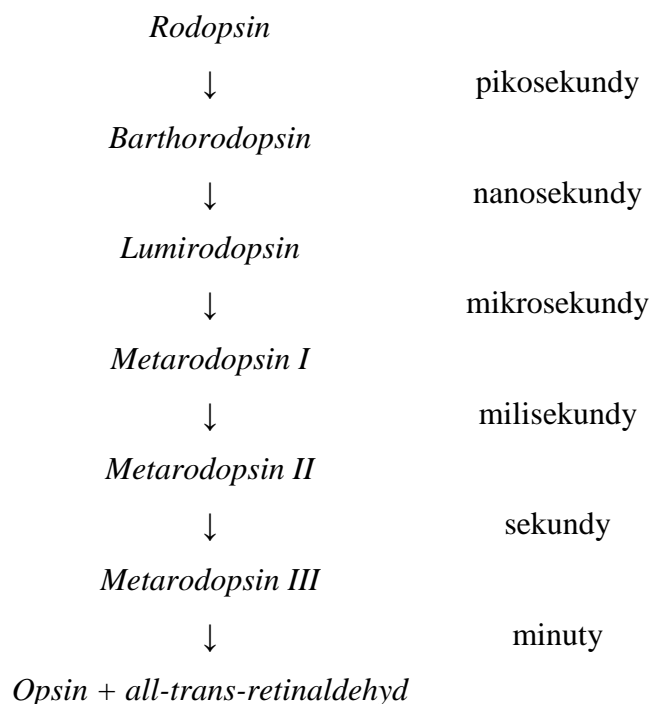 Rodopsin
↓ pikosekundy
Barthorodopsin
↓ nanosekundy
Lumirodopsin
↓ mikrosekundy
Metarodopsin I
↓ milisekundy
Metarodopsin II
↓ sekundy
Metarodopsin III
↓ minuty
Opsin + all-trans-retinaldehyd